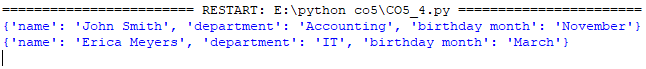 ======================= RESTART: E:\python co5\CO5_4.py =======================
{'name': 'John Smith', 'department': 'Accounting', 'birthday month': 'November'}
{'name': 'Erica Meyers', 'department': 'IT', 'birthday month': 'March'}